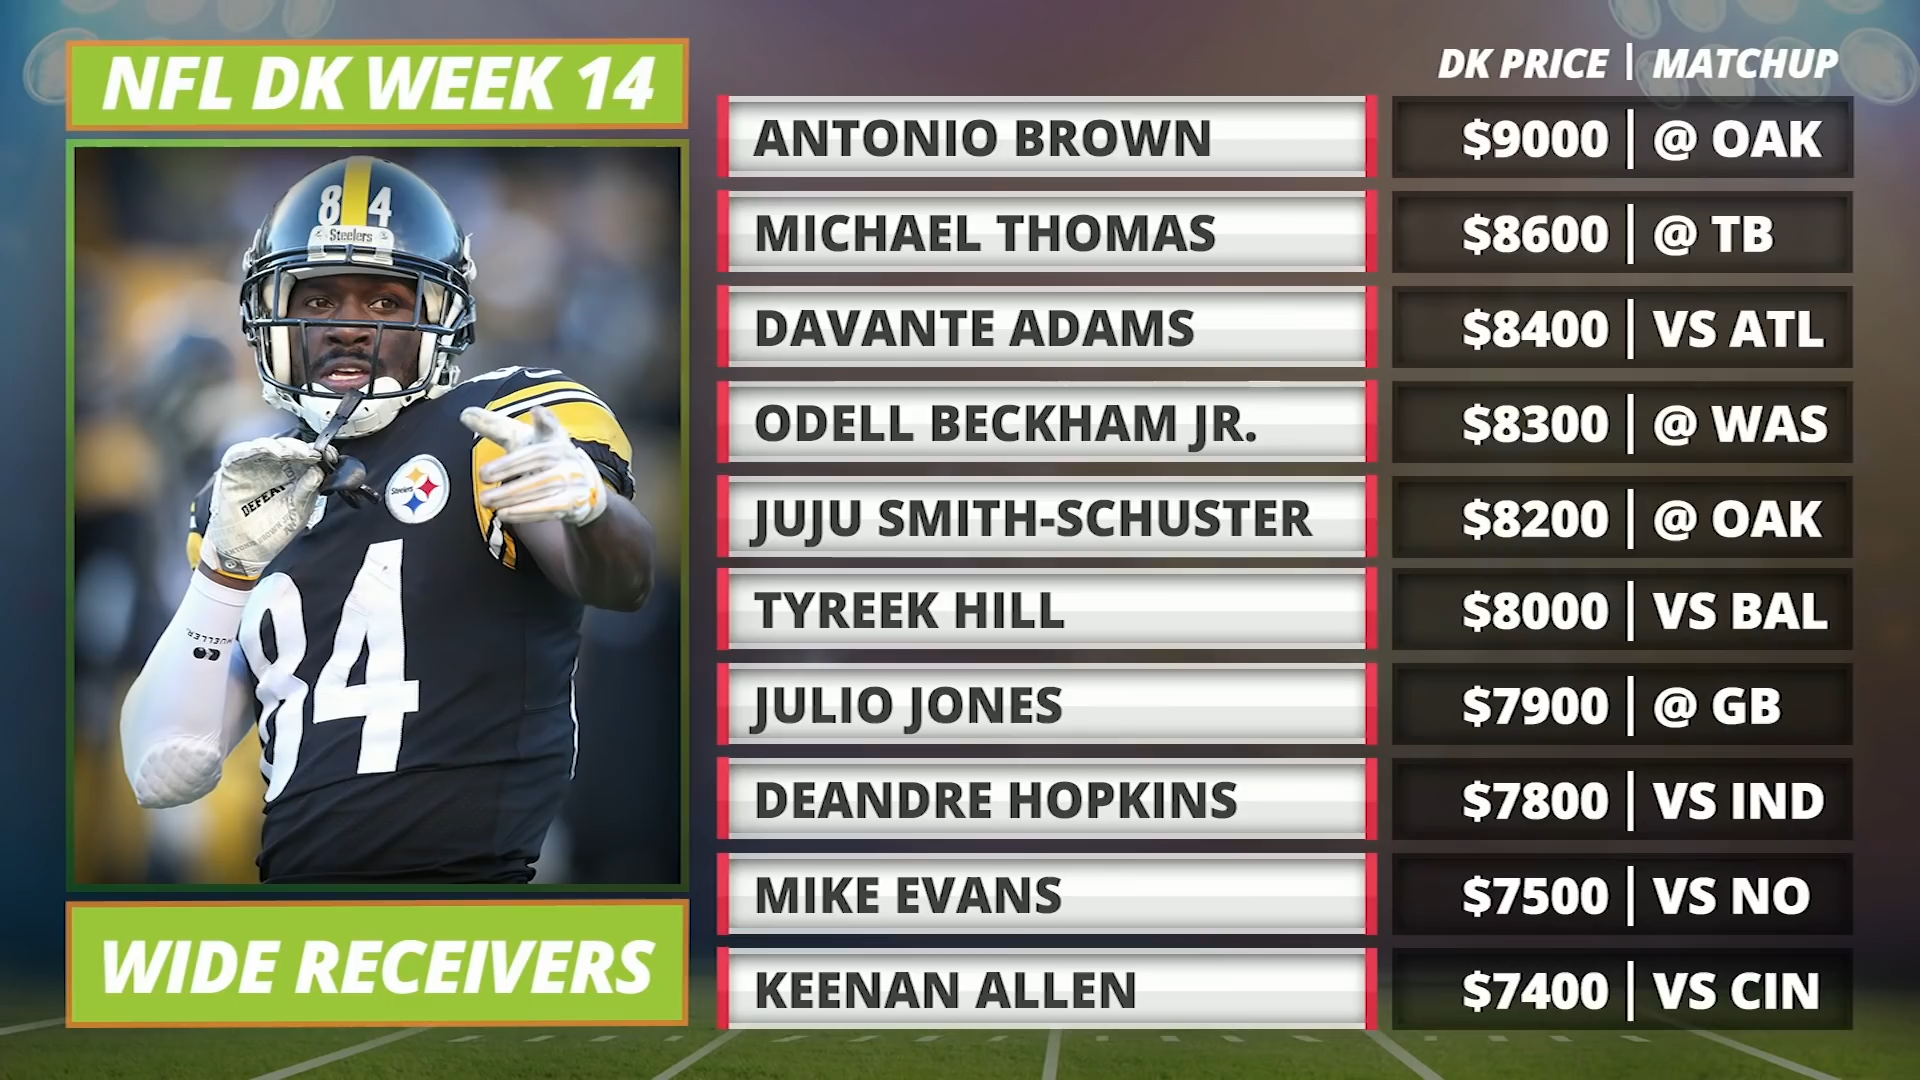 NFL DK WEEK 14
DK PRICE | MATCHUP
ANTONIO BROWN $9000 | @ OAK
MICHAEL THOMAS $8600 | @ TB
DAVANTE ADAMS $8400 | VS ATL
ODELL BECKHAM JR. $8300 | @ WAS
JUJU SMITH-SCHUSTER $8200 | @ OAK
TYREEK HILL $8000 | VS BAL
JULIO JONES $7900 | @ GB
DEANDRE HOPKINS $7800 | VS IND
MIKE EVANS $7500 | VS NO
KEENAN ALLEN $7400 | VS CIN
84
Steelers
Steelers
DEFEAT
MUELLER
84
WIDE RECEIVERS